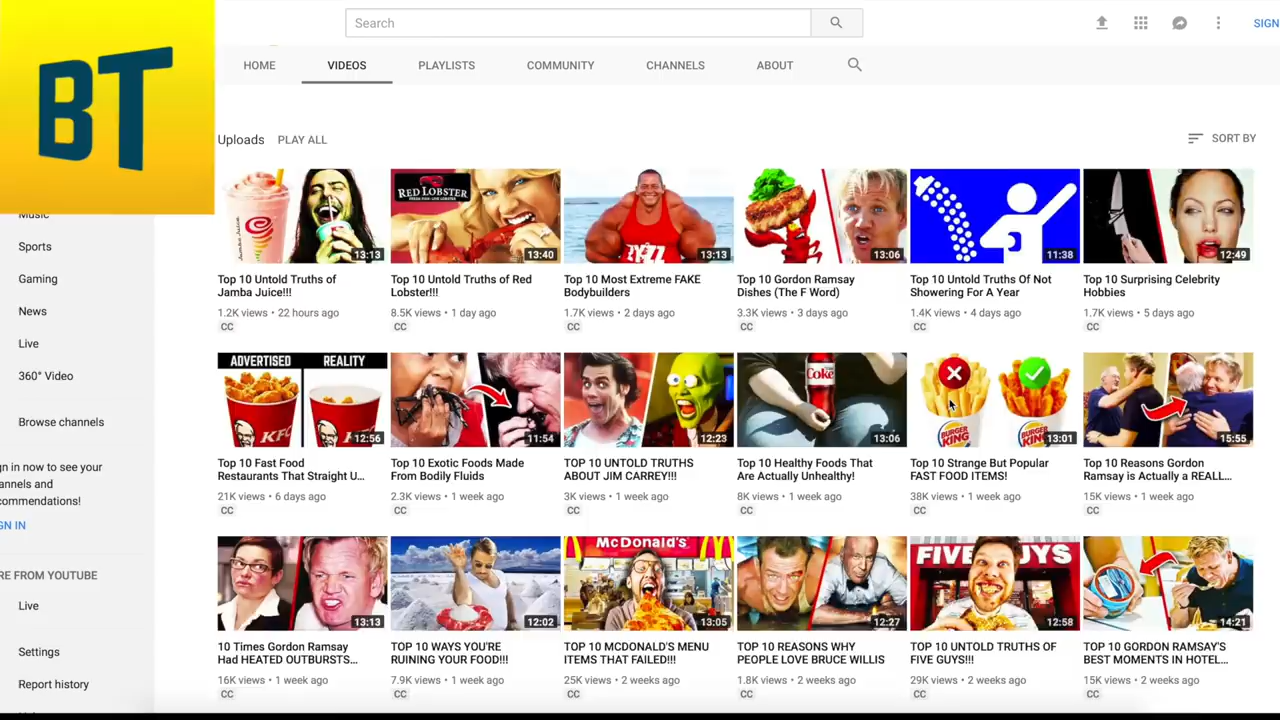 BT
Search
SIGN
HOME
VIDEOS
PLAYLISTS
COMMUNITY
CHANNELS
ABOUT
Uploads
PLAY ALL
SORT BY
Music
Sports
Gaming
News
Live
360° Video
Browse channels
gn in now to see your
annels and
commendations!
GN IN
RE FROM YOUTUBE
Live
Settings
Report history
13:13
Top 10 Untold Truths of
Jamba Juice!!!
1.2K views • 22 hours ago
CC
RED LOBSTER
13:40
Top 10 Untold Truths of Red
Lobster!!!
8.5K views • 1 day ago
CC
13:13
Top 10 Most Extreme FAKE
Bodybuilders
1.7K views • 2 days ago
CC
13:06
Top 10 Gordon Ramsay
Dishes (The F Word)
3.3K views • 3 days ago
CC
11:38
Top 10 Untold Truths Of Not
Showering For A Year
1.4K views • 4 days ago
CC
12:49
Top 10 Surprising Celebrity
Hobbies
1.7K views • 5 days ago
CC
ADVERTISED
REALITY
KFC
KFC
12:56
Top 10 Fast Food
Restaurants That Straight U...
21K views • 6 days ago
CC
11:54
Top 10 Exotic Foods Made
From Bodily Fluids
2.3K views • 1 week ago
CC
12:23
TOP 10 UNTOLD TRUTHS
ABOUT JIM CARREY!!!
3K views • 1 week ago
CC
Coke
13:06
Top 10 Healthy Foods That
Are Actually Unhealthy!
8K views • 1 week ago
CC
BURGER
KING
BURGER
KING
13:01
Top 10 Strange But Popular
FAST FOOD ITEMS!
38K views • 1 week ago
CC
15:55
Top 10 Reasons Gordon
Ramsay is Actually a REALL...
15K views • 1 week ago
CC
13:13
10 Times Gordon Ramsay
Had HEATED OUTBURSTS...
16K views • 1 week ago
CC
12:02
TOP 10 WAYS YOU'RE
RUINING YOUR FOOD!!!
7.9K views • 1 week ago
CC
McDonald's
13:05
TOP 10 MCDONALD'S MENU
ITEMS THAT FAILED!!!
25K views • 2 weeks ago
CC
12:27
TOP 10 REASONS WHY
PEOPLE LOVE BRUCE WILLIS
1.8K views • 2 weeks ago
CC
FIVE GUYS
12:58
TOP 10 UNTOLD TRUTHS OF
FIVE GUYS!!!
29K views • 2 weeks ago
CC
14:21
TOP 10 GORDON RAMSAY'S
BEST MOMENTS IN HOTEL...
15K views • 2 weeks ago
CC